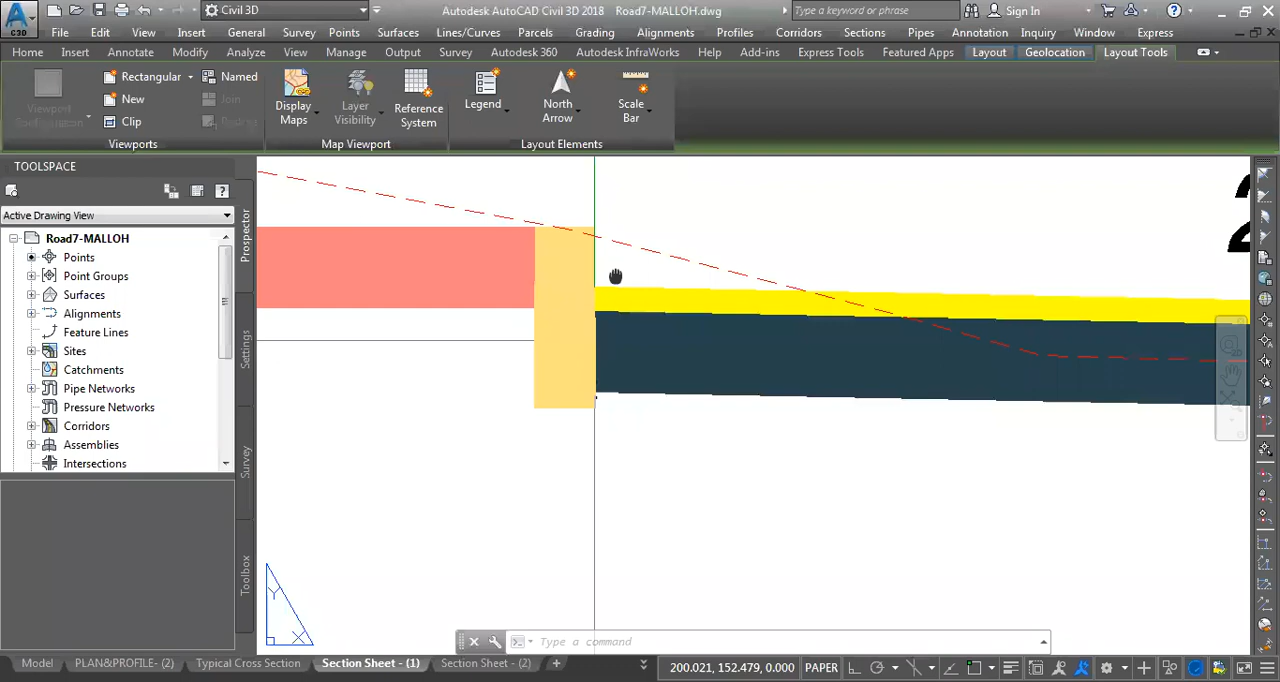 C3D
Civil 3D
Autodesk AutoCAD Civil 3D 2018 Road7-MALLOH.dwg
Type a keyword or phrase
Sign In
File Edit View Insert General Survey Points Surfaces Lines/Curves Parcels Grading Alignments Profiles Corridors Sections Pipes Annotation Inquiry Window Express
Home Insert Annotate Modify Analyze View Manage Output Survey Autodesk 360 Autodesk InfraWorks Help Add-ins Express Tools Featured Apps Layout Geolocation Layout Tools
Rectangular
Named
Viewport
Configuration
New
Join
Clip
Display
Maps
Layer
Visibility
Reference
System
Legend
North
Arrow
Scale
Bar
Viewports
Map Viewport
Layout Elements
TOOLSPACE
Active Drawing View
Road7-MALLOH
Points
Point Groups
Surfaces
Alignments
Feature Lines
Sites
Catchments
Pipe Networks
Pressure Networks
Corridors
Assemblies
Intersections
Prospector
Settings
Survey
Toolbox
Y
X
Type a command
Model PLAN&PROFILE- (2) Typical Cross Section Section Sheet - (1) Section Sheet - (2)
200.021, 152.479, 0.000 PAPER